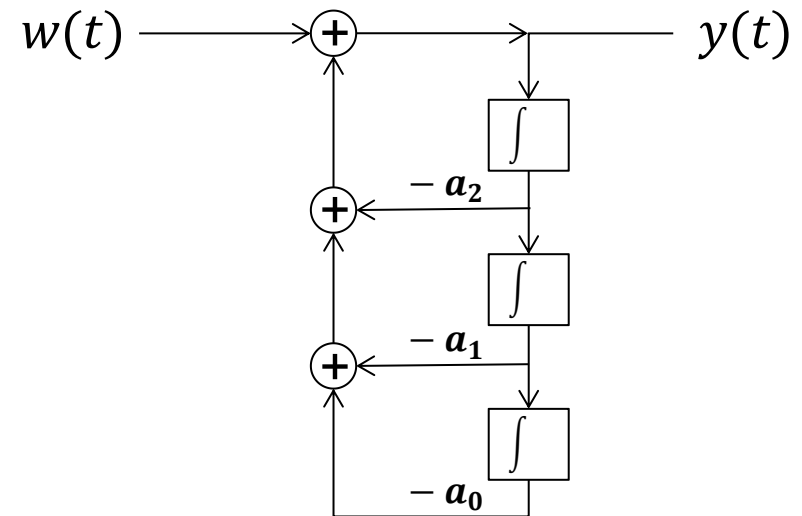 w(t) + y(t)
∫
− a₂
+
∫
− a₁
+
∫
− a₀